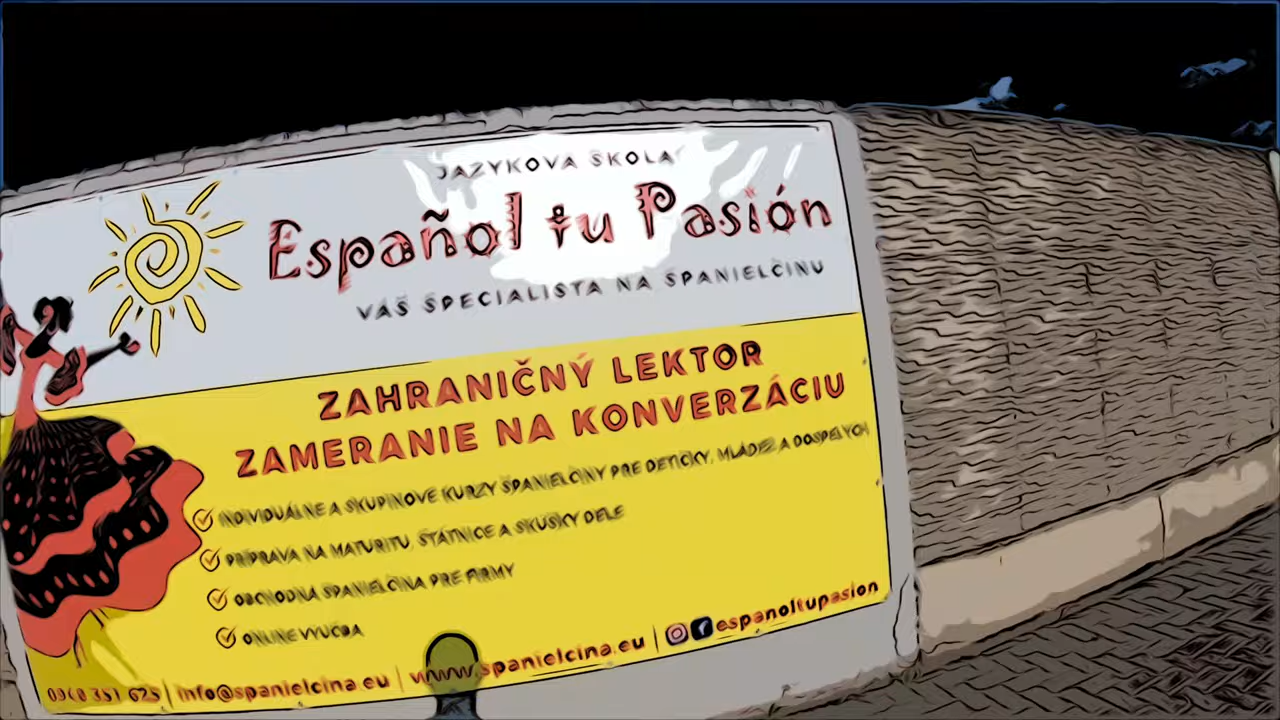 JAZYKOVÁ ŠKOLA
Español tu Pasión
VÁŠ ŠPECIALISTA NA ŠPANIELČINU
ZAHRANIČNÝ LEKTOR
ZAMERANIE NA KONVERZÁCIU
INDIVIDUÁLNE A SKUPINOVÉ KURZY ŠPANIELČINY PRE DETIČKY, MLÁDEŽ A DOSPELÝCH
PRÍPRAVA NA MATURITU, ŠTÁTNICE A SKÚŠKY DELE
OBCHODNÁ ŠPANIELČINA PRE FIRMY
ONLINE VÝUČBA
info@spanielcina.eu | www.spanielcina.eu | espanoltupasion